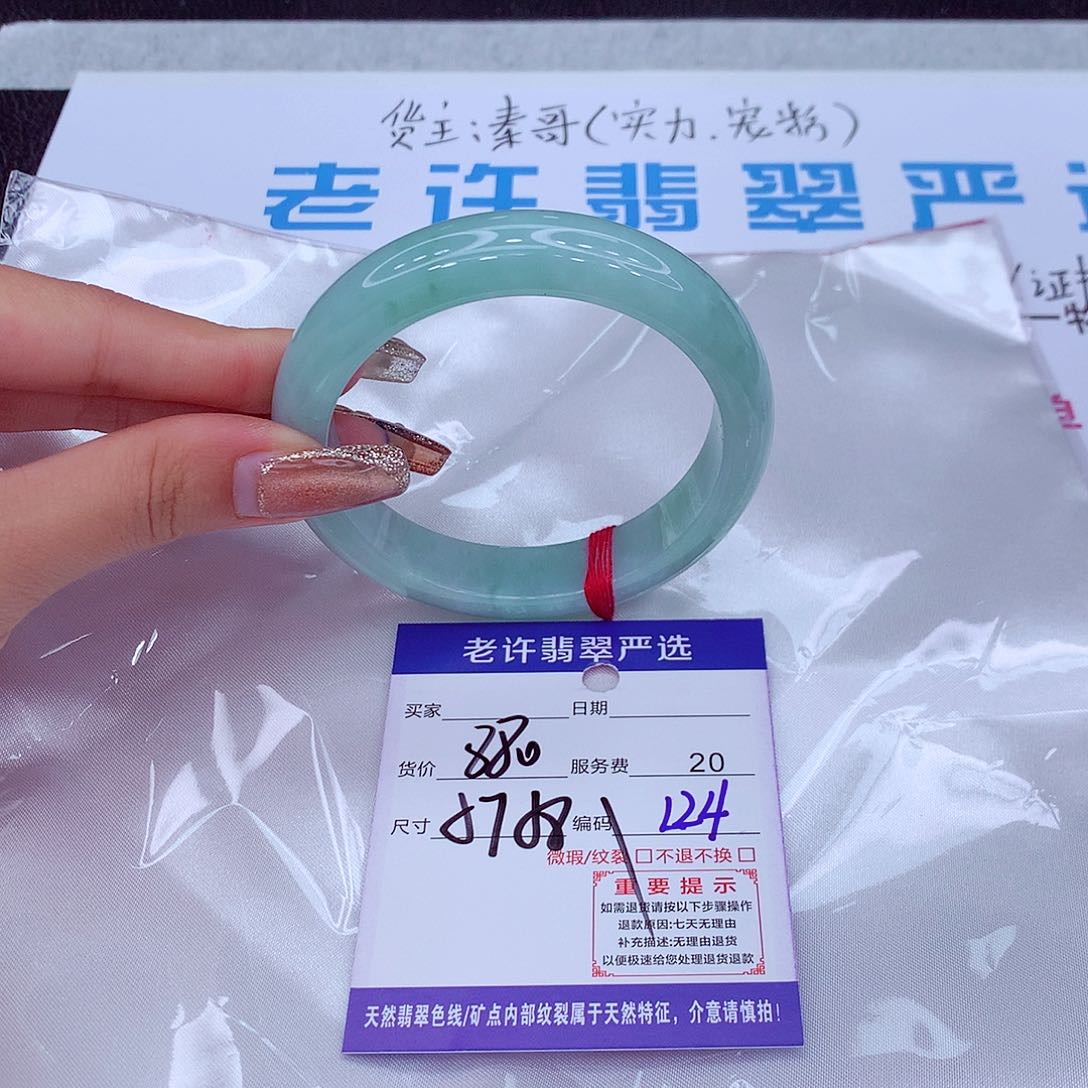 货主:秦哥(实力.宠粉)
老许翡翠严
证
一物
老许翡翠严选
买家 日期
货价 880 服务费 20
尺寸 编码 124
微瑕/纹裂 □不退不换 □
重要提示
如需退货请按以下步骤操作
退款原因:七天无理由
补充描述:无理由退货
以便极速给您处理退货退款
天然翡翠色线/矿点内部纹裂属于天然特征，介意请慎拍!